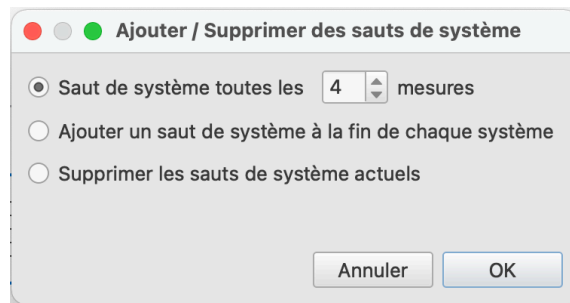 Ajouter / Supprimer des sauts de système
Saut de système toutes les 4 mesures
Ajouter un saut de système à la fin de chaque système
Supprimer les sauts de système actuels
Annuler OK